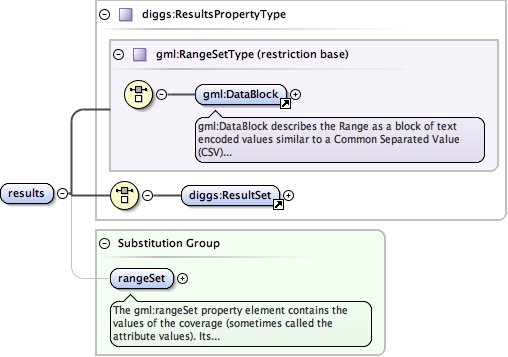 diggs:ResultsPropertyType
gml:RangeSetType (restriction base)
gml:DataBlock
gml:DataBlock describes the Range as a block of text
encoded values similar to a Common Separated Value
(CSV)...
results
diggs:ResultSet
Substitution Group
rangeSet
The gml:rangeSet property element contains the
values of the coverage (sometimes called the
attribute values). Its...